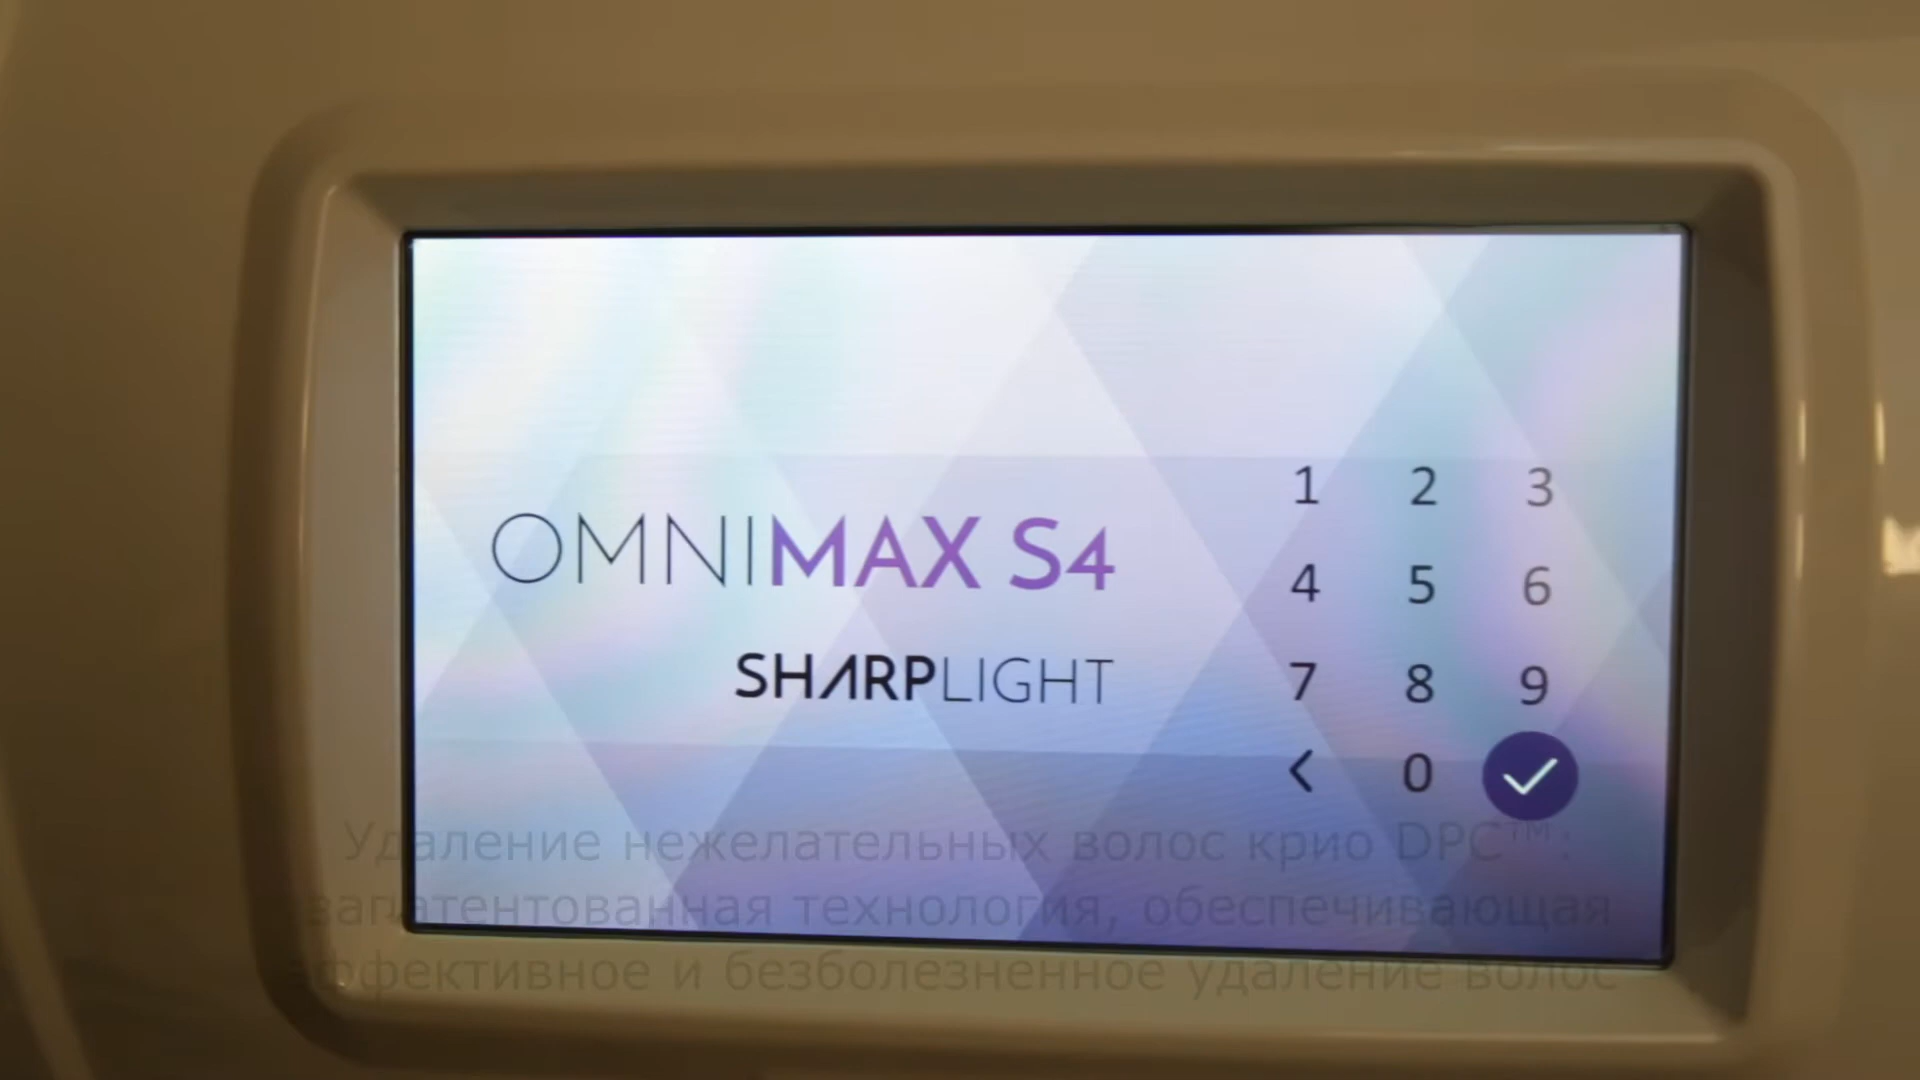 OMNIMAX S4
SHARPLIGHT
1 2 3
4 5 6
7 8 9
< 0
Удаление нежелательных волос крио DPC™:
запатентованная технология, обеспечивающая
эффективное и безболезненное удаление волос